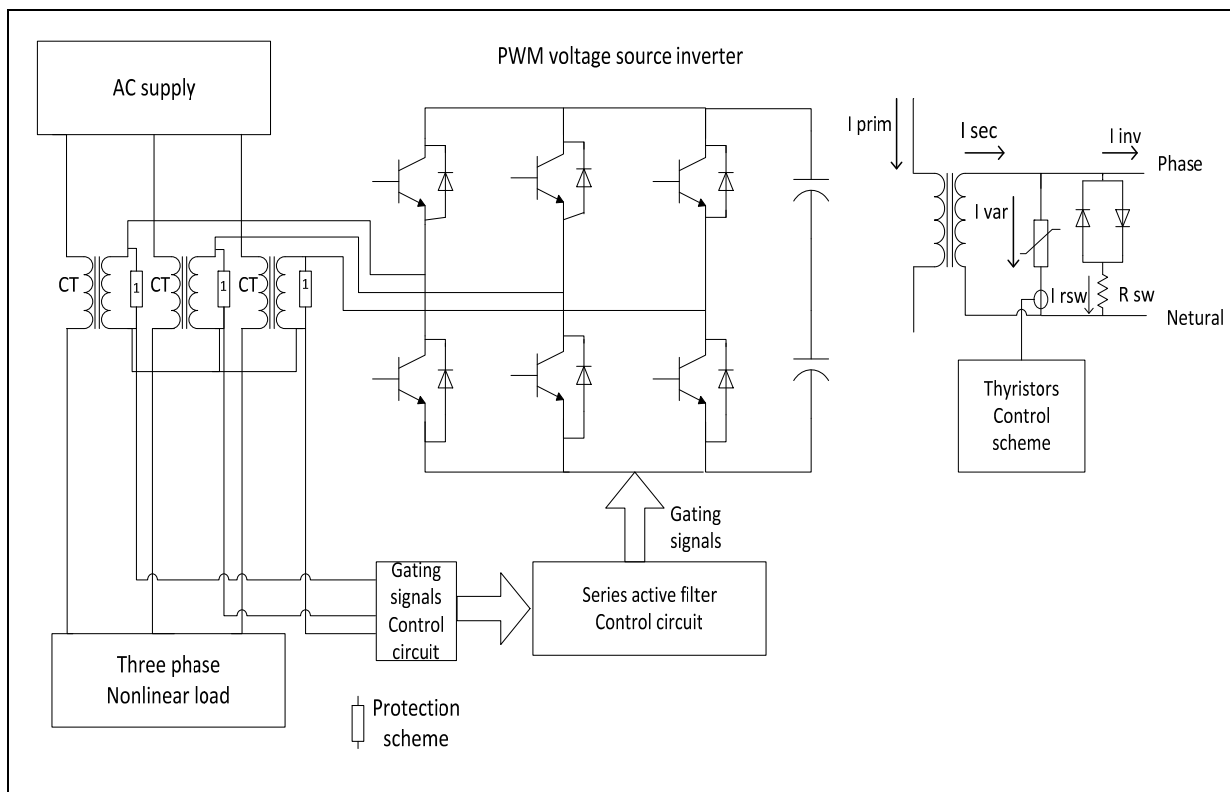 PWM voltage source inverter
AC supply
CT
1
CT
1
CT
1
Three phase
Nonlinear load
Gating
signals
Control
circuit
Series active filter
Control circuit
Gating
signals
Protection
scheme
I prim
I sec
I inv
Phase
I var
I rsw
R sw
Netural
Thyristors
Control
scheme